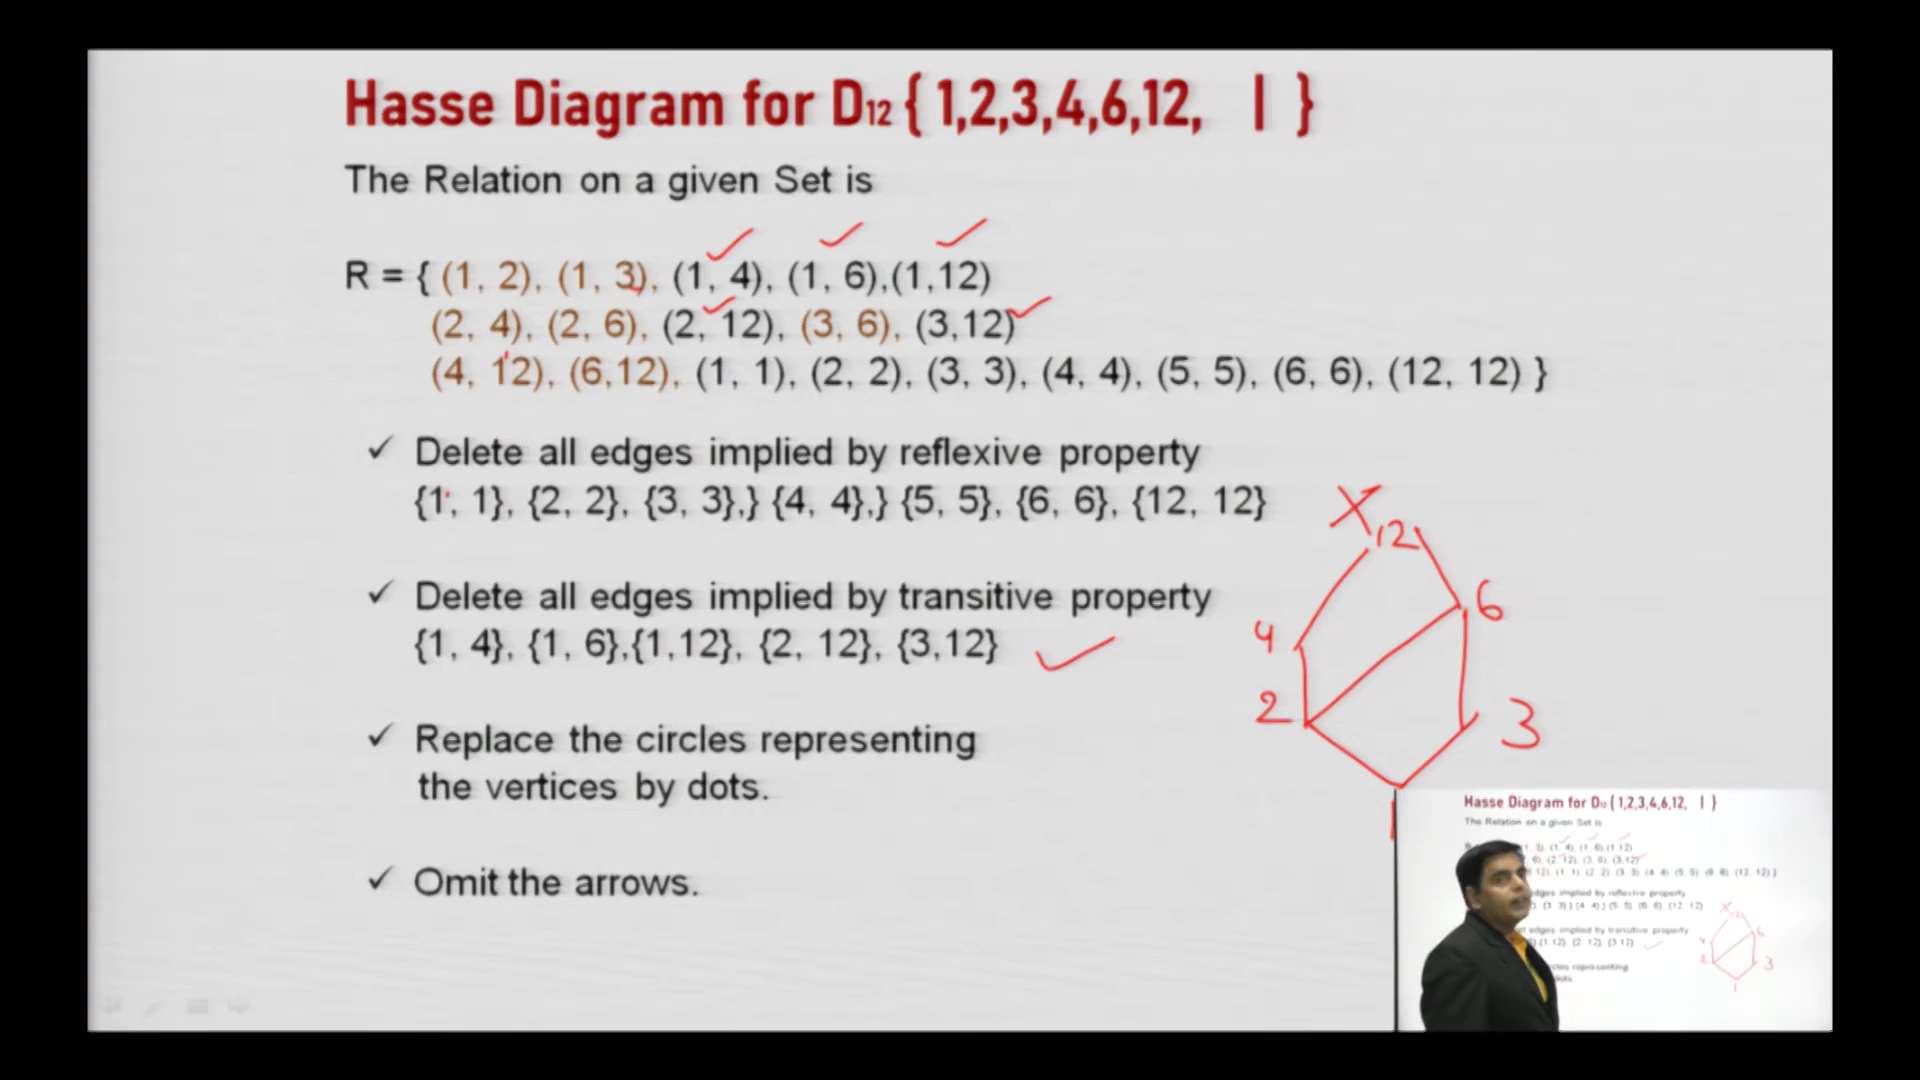 Hasse Diagram for D12 { 1,2,3,4,6,12,   | }
The Relation on a given Set is
R = { (1, 2), (1, 3), (1, 4), (1, 6),(1,12)
(2, 4), (2, 6), (2, 12), (3, 6), (3,12)
(4, 12), (6,12), (1, 1), (2, 2), (3, 3), (4, 4), (5, 5), (6, 6), (12, 12) }
✓ Delete all edges implied by reflexive property
{1, 1}, {2, 2}, {3, 3},} {4, 4},} {5, 5}, {6, 6}, {12, 12}
✓ Delete all edges implied by transitive property
{1, 4}, {1, 6},{1,12}, {2, 12}, {3,12}
✓ Replace the circles representing
the vertices by dots.
✓ Omit the arrows.
X
12
6
4
2
3
1
Hasse Diagram for D12 { 1,2,3,4,6,12,   | }
The Relation on a given Set is